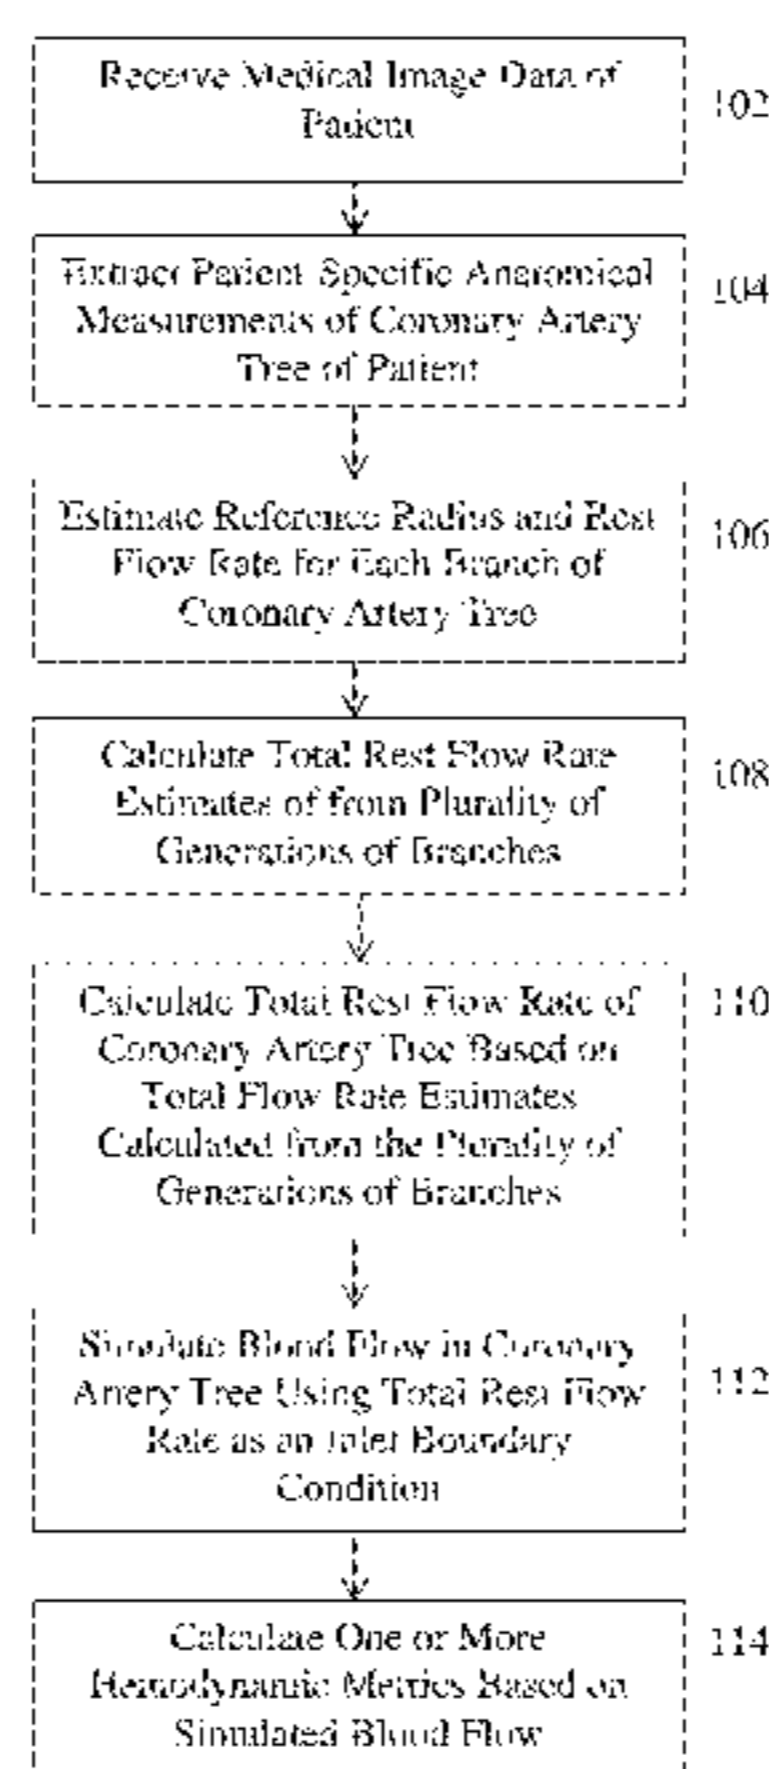 Receive Medical Image Data of
Patient
102
Extract Patient Specific Anatomical
Measurements of Coronary Artery
Tree of Patient
104
Estimate Reference Radius and Rest
Flow Rate for Each Branch of
Coronary Artery Tree
106
Calculate Total Rest Flow Rate
Estimates of from Plurality of
Generations of Branches
108
Calculate Total Rest Flow Rate of
Coronary Artery Tree Based on
Total Flow Rate Estimates
Calculated from the Plurality of
Generations of Branches
110
Simulate Blood Flow in Coronary
Artery Tree Using Total Rest Flow
Rate as an Inlet Boundary
Condition
112
Calculate One or More
Hemodynamic Metrics Based on
Simulated Blood Flow
114